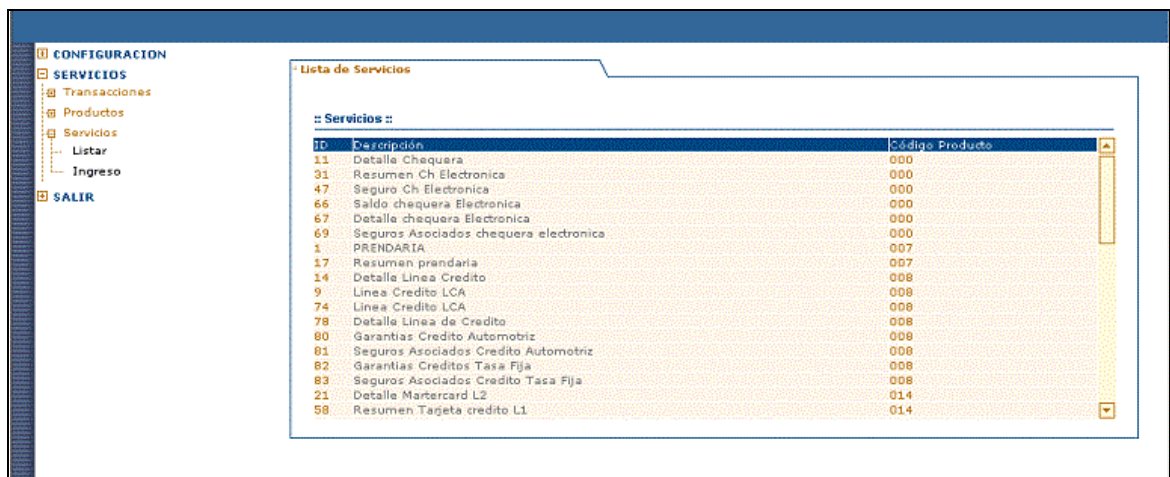 CONFIGURACION
SERVICIOS
Transacciones
Productos
Servicios
Listar
Ingreso
SALIR
Lista de Servicios
:: Servicios ::
ID Descripción Código Producto
11 Detalle Chequera 000
31 Resumen Ch Electronica 000
47 Seguro Ch Electronica 000
66 Saldo chequera Electronica 000
67 Detalle chequera Electronica 000
69 Seguros Asociados chequera electronica 000
1 PRENDARIA 007
17 Resumen prendaria 007
14 Detalle Linea Credito 008
9 Linea Credito LCA 008
74 Linea Credito LCA 008
78 Detalle Linea de Credito 008
80 Garantias Credito Automotriz 008
81 Seguros Asociados Credito Automotriz 008
82 Garantias Creditos Tasa Fija 008
83 Seguros Asociados Credito Tasa Fija 008
21 Detalle Martercard L2 014
58 Resumen Tarjeta credito L1 014